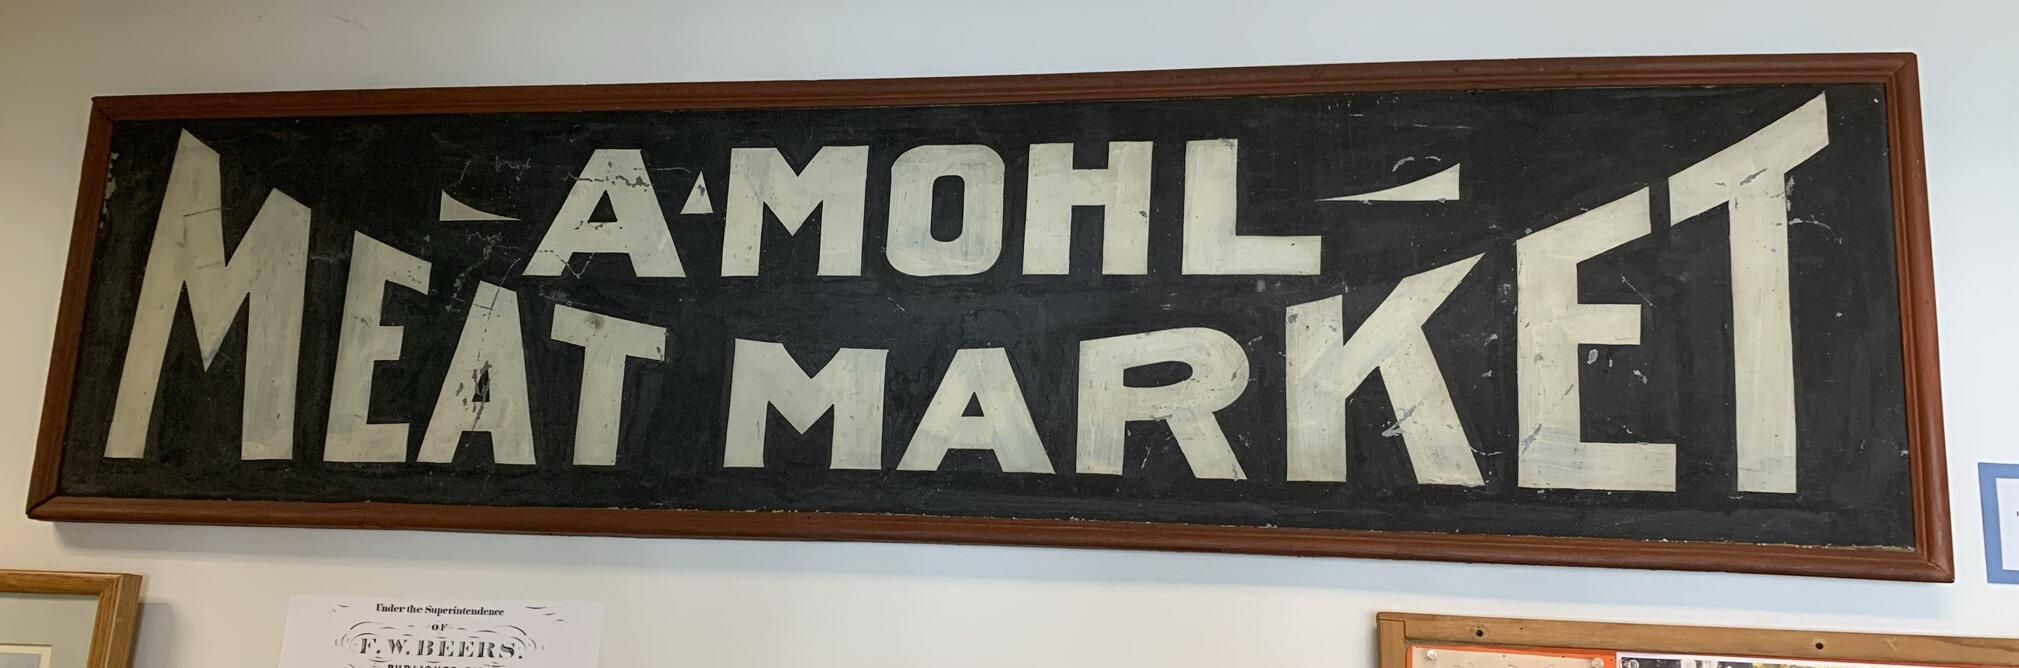 A·MOHL
MEAT MARKET
Under the Superintendence
OF
F. W. BEERS.